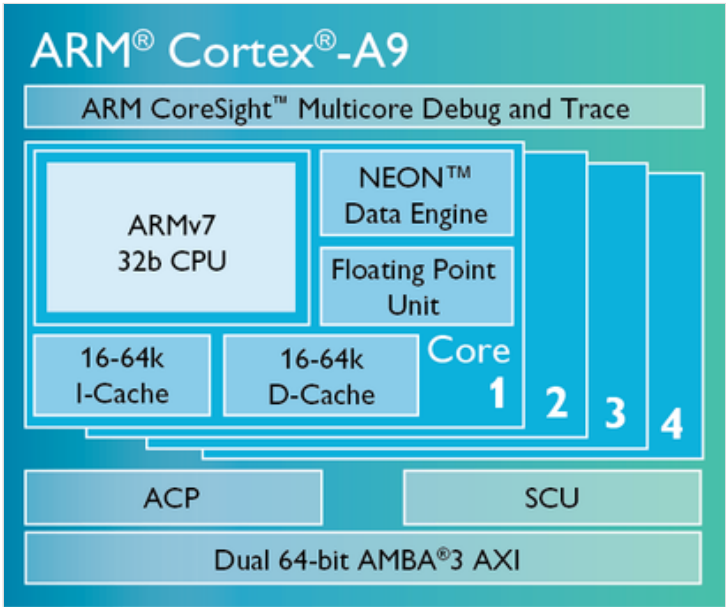 ARM® Cortex®-A9
ARM CoreSight™ Multicore Debug and Trace
ARMv7
32b CPU
NEON™
Data Engine
Floating Point
Unit
16-64k
I-Cache
16-64k
D-Cache
Core
1
2
3
4
ACP
SCU
Dual 64-bit AMBA®3 AXI